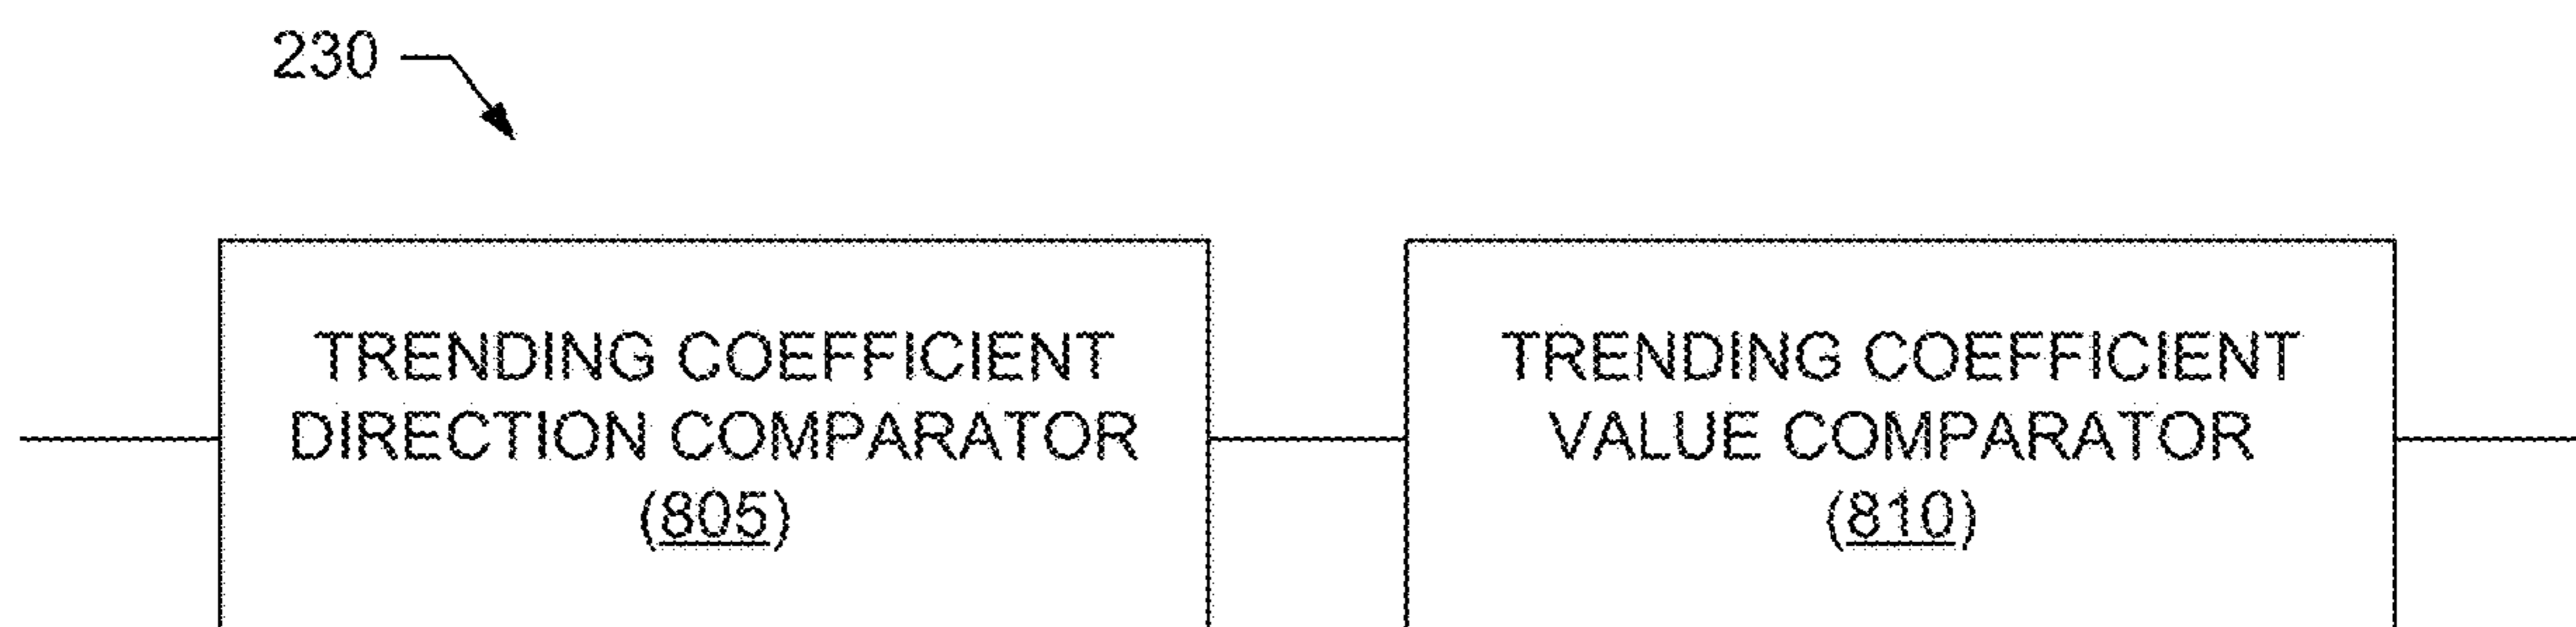 230
TRENDING COEFFICIENT
DIRECTION COMPARATOR
(805)
TRENDING COEFFICIENT
VALUE COMPARATOR
(810)